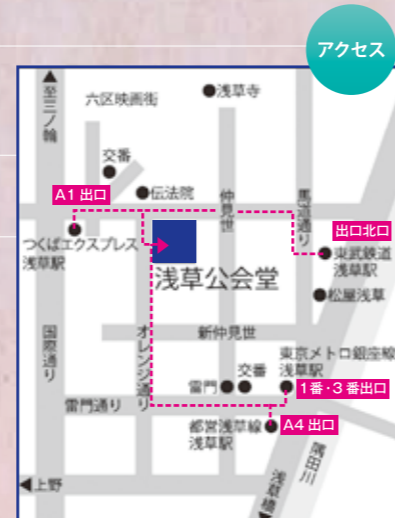 アクセス
▲至三ノ輪
六区映画街
●浅草寺
交番
●伝法院
A1 出口
仲見世
馬道通り
出口北口
つくばエクスプレス
浅草駅
●東武鉄道
浅草駅
浅草公会堂
●松屋浅草
国際通り
オレンジ通り
新仲見世
東京メトロ銀座線
浅草駅
交番
雷門●
1番・3番出口
雷門通り
都営浅草線
浅草駅
A4 出口
隅田川
◀上野
浅草橋▼